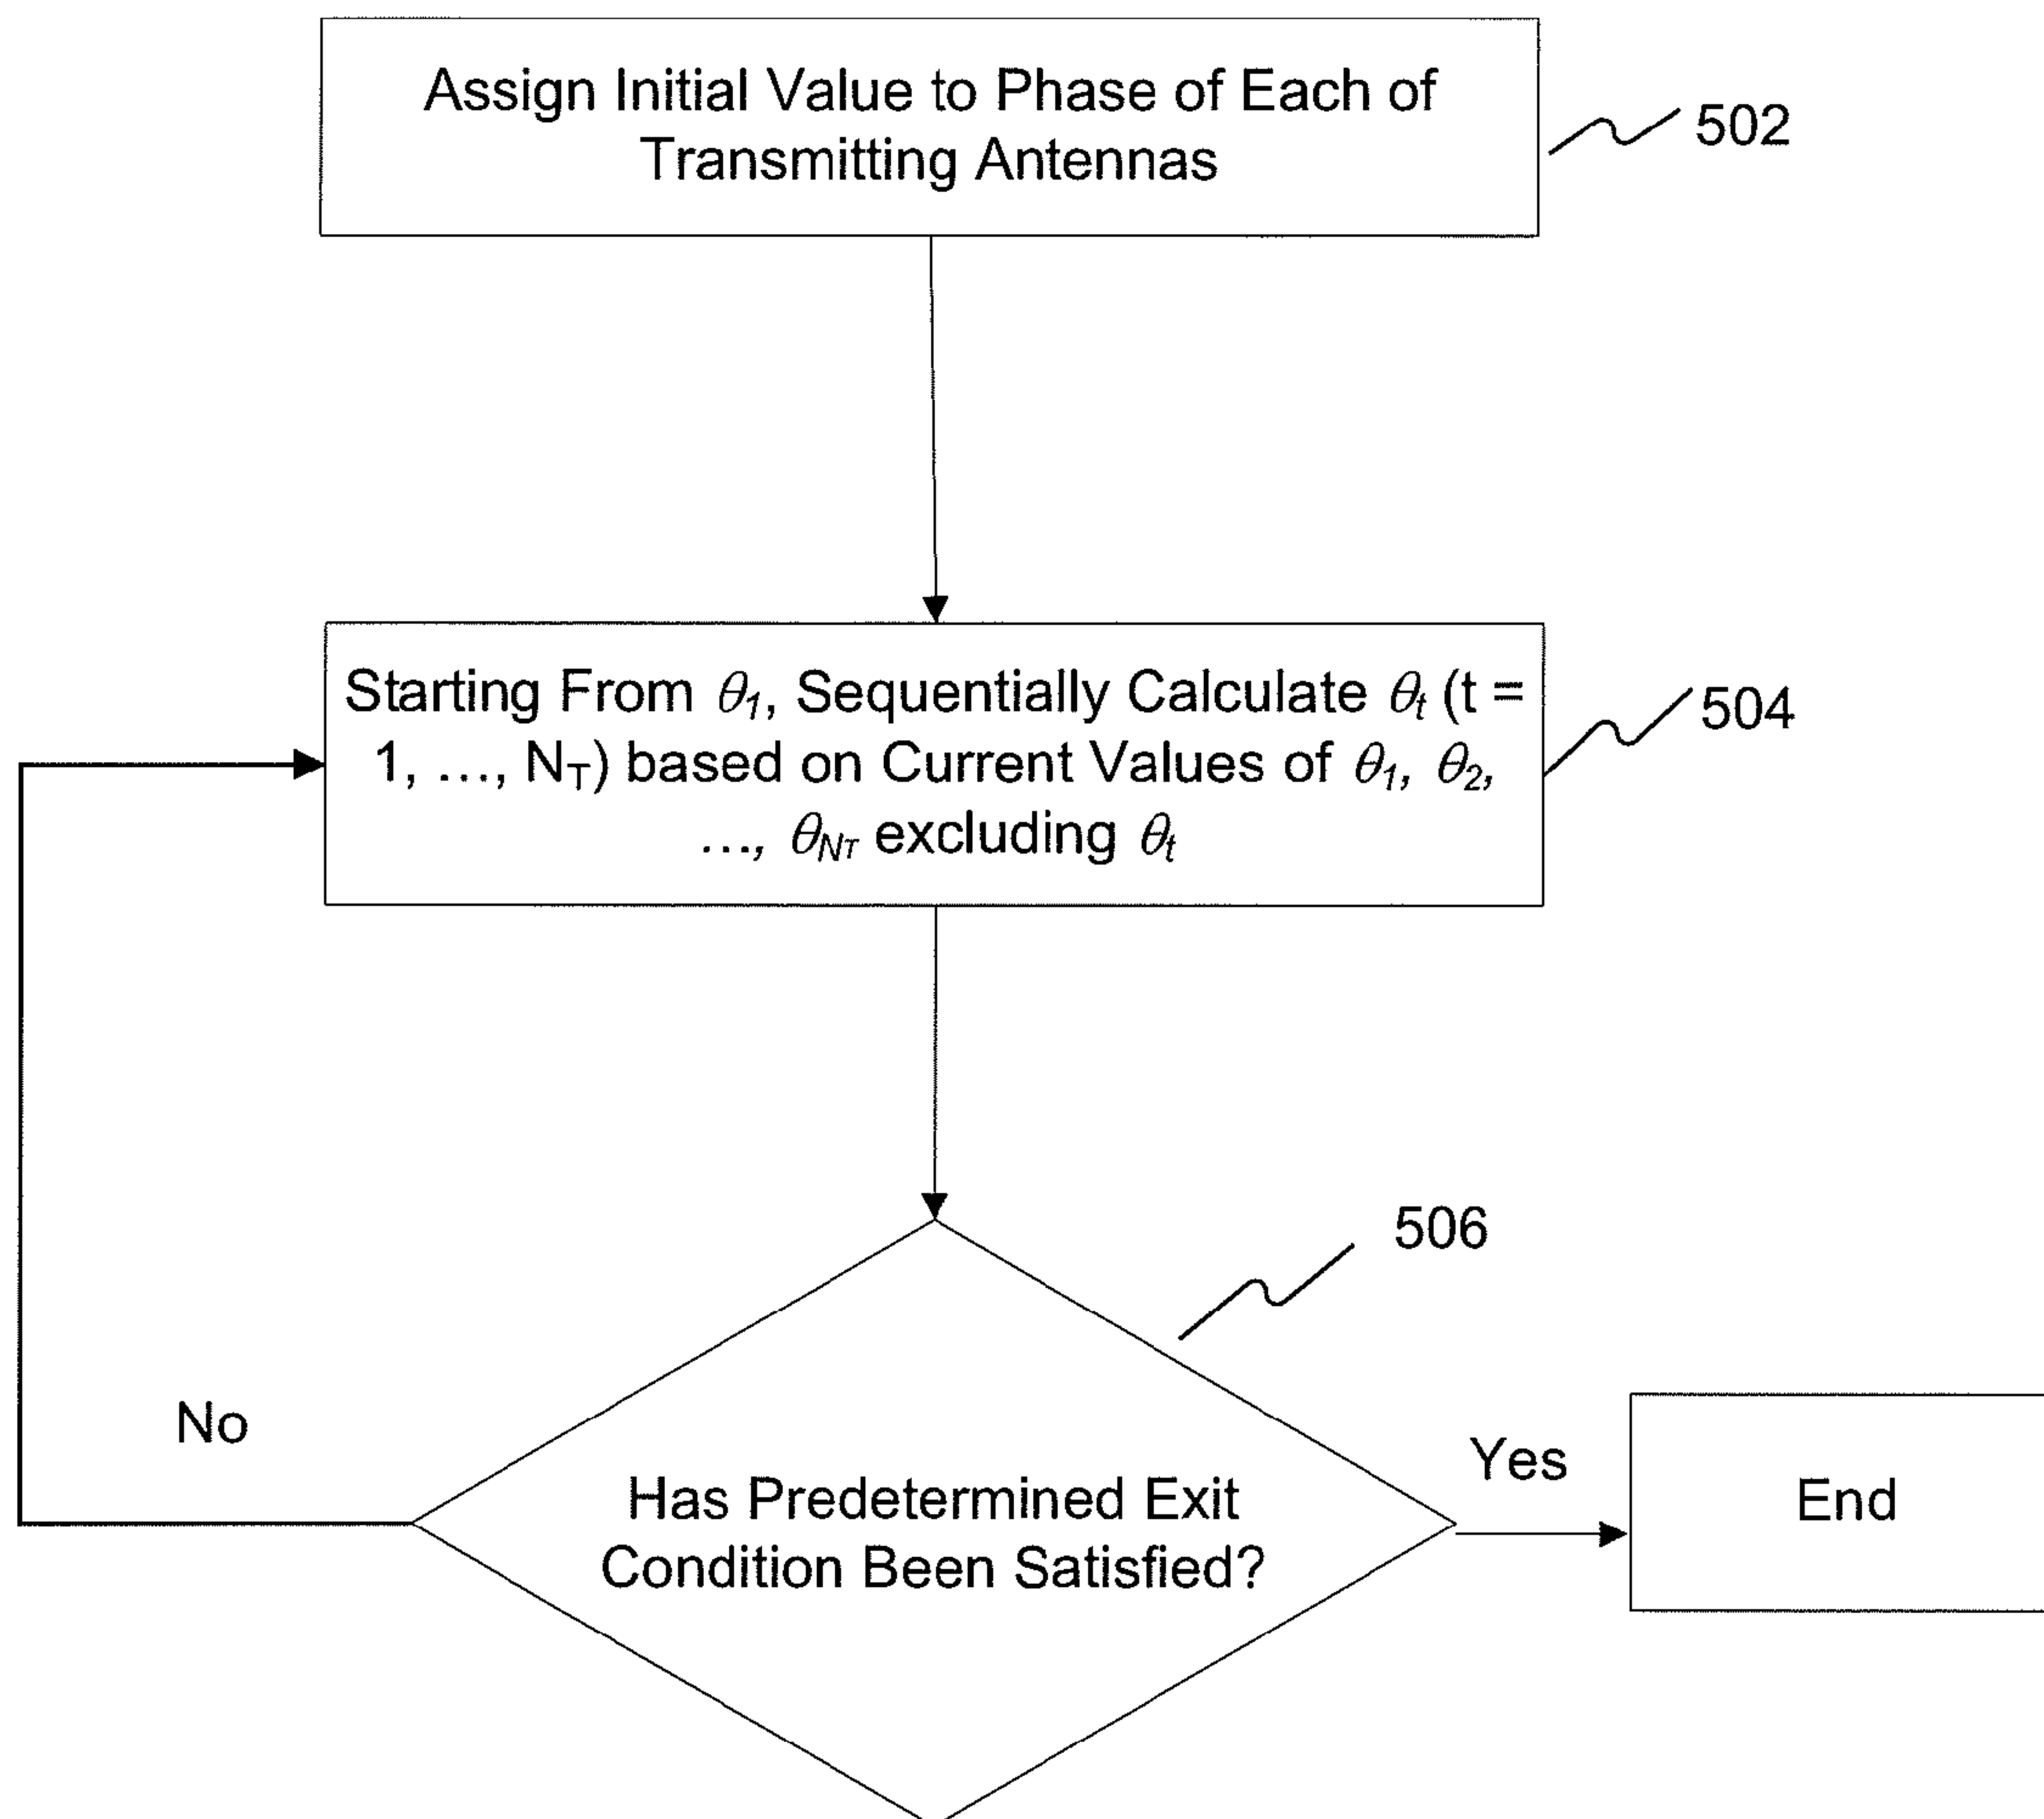 Assign Initial Value to Phase of Each of
Transmitting Antennas
502
Starting From θ₁, Sequentially Calculate θₜ (t =
1, ..., N_T) based on Current Values of θ₁, θ₂,
..., θ_NT excluding θₜ
504
506
No
Has Predetermined Exit
Condition Been Satisfied?
Yes
End